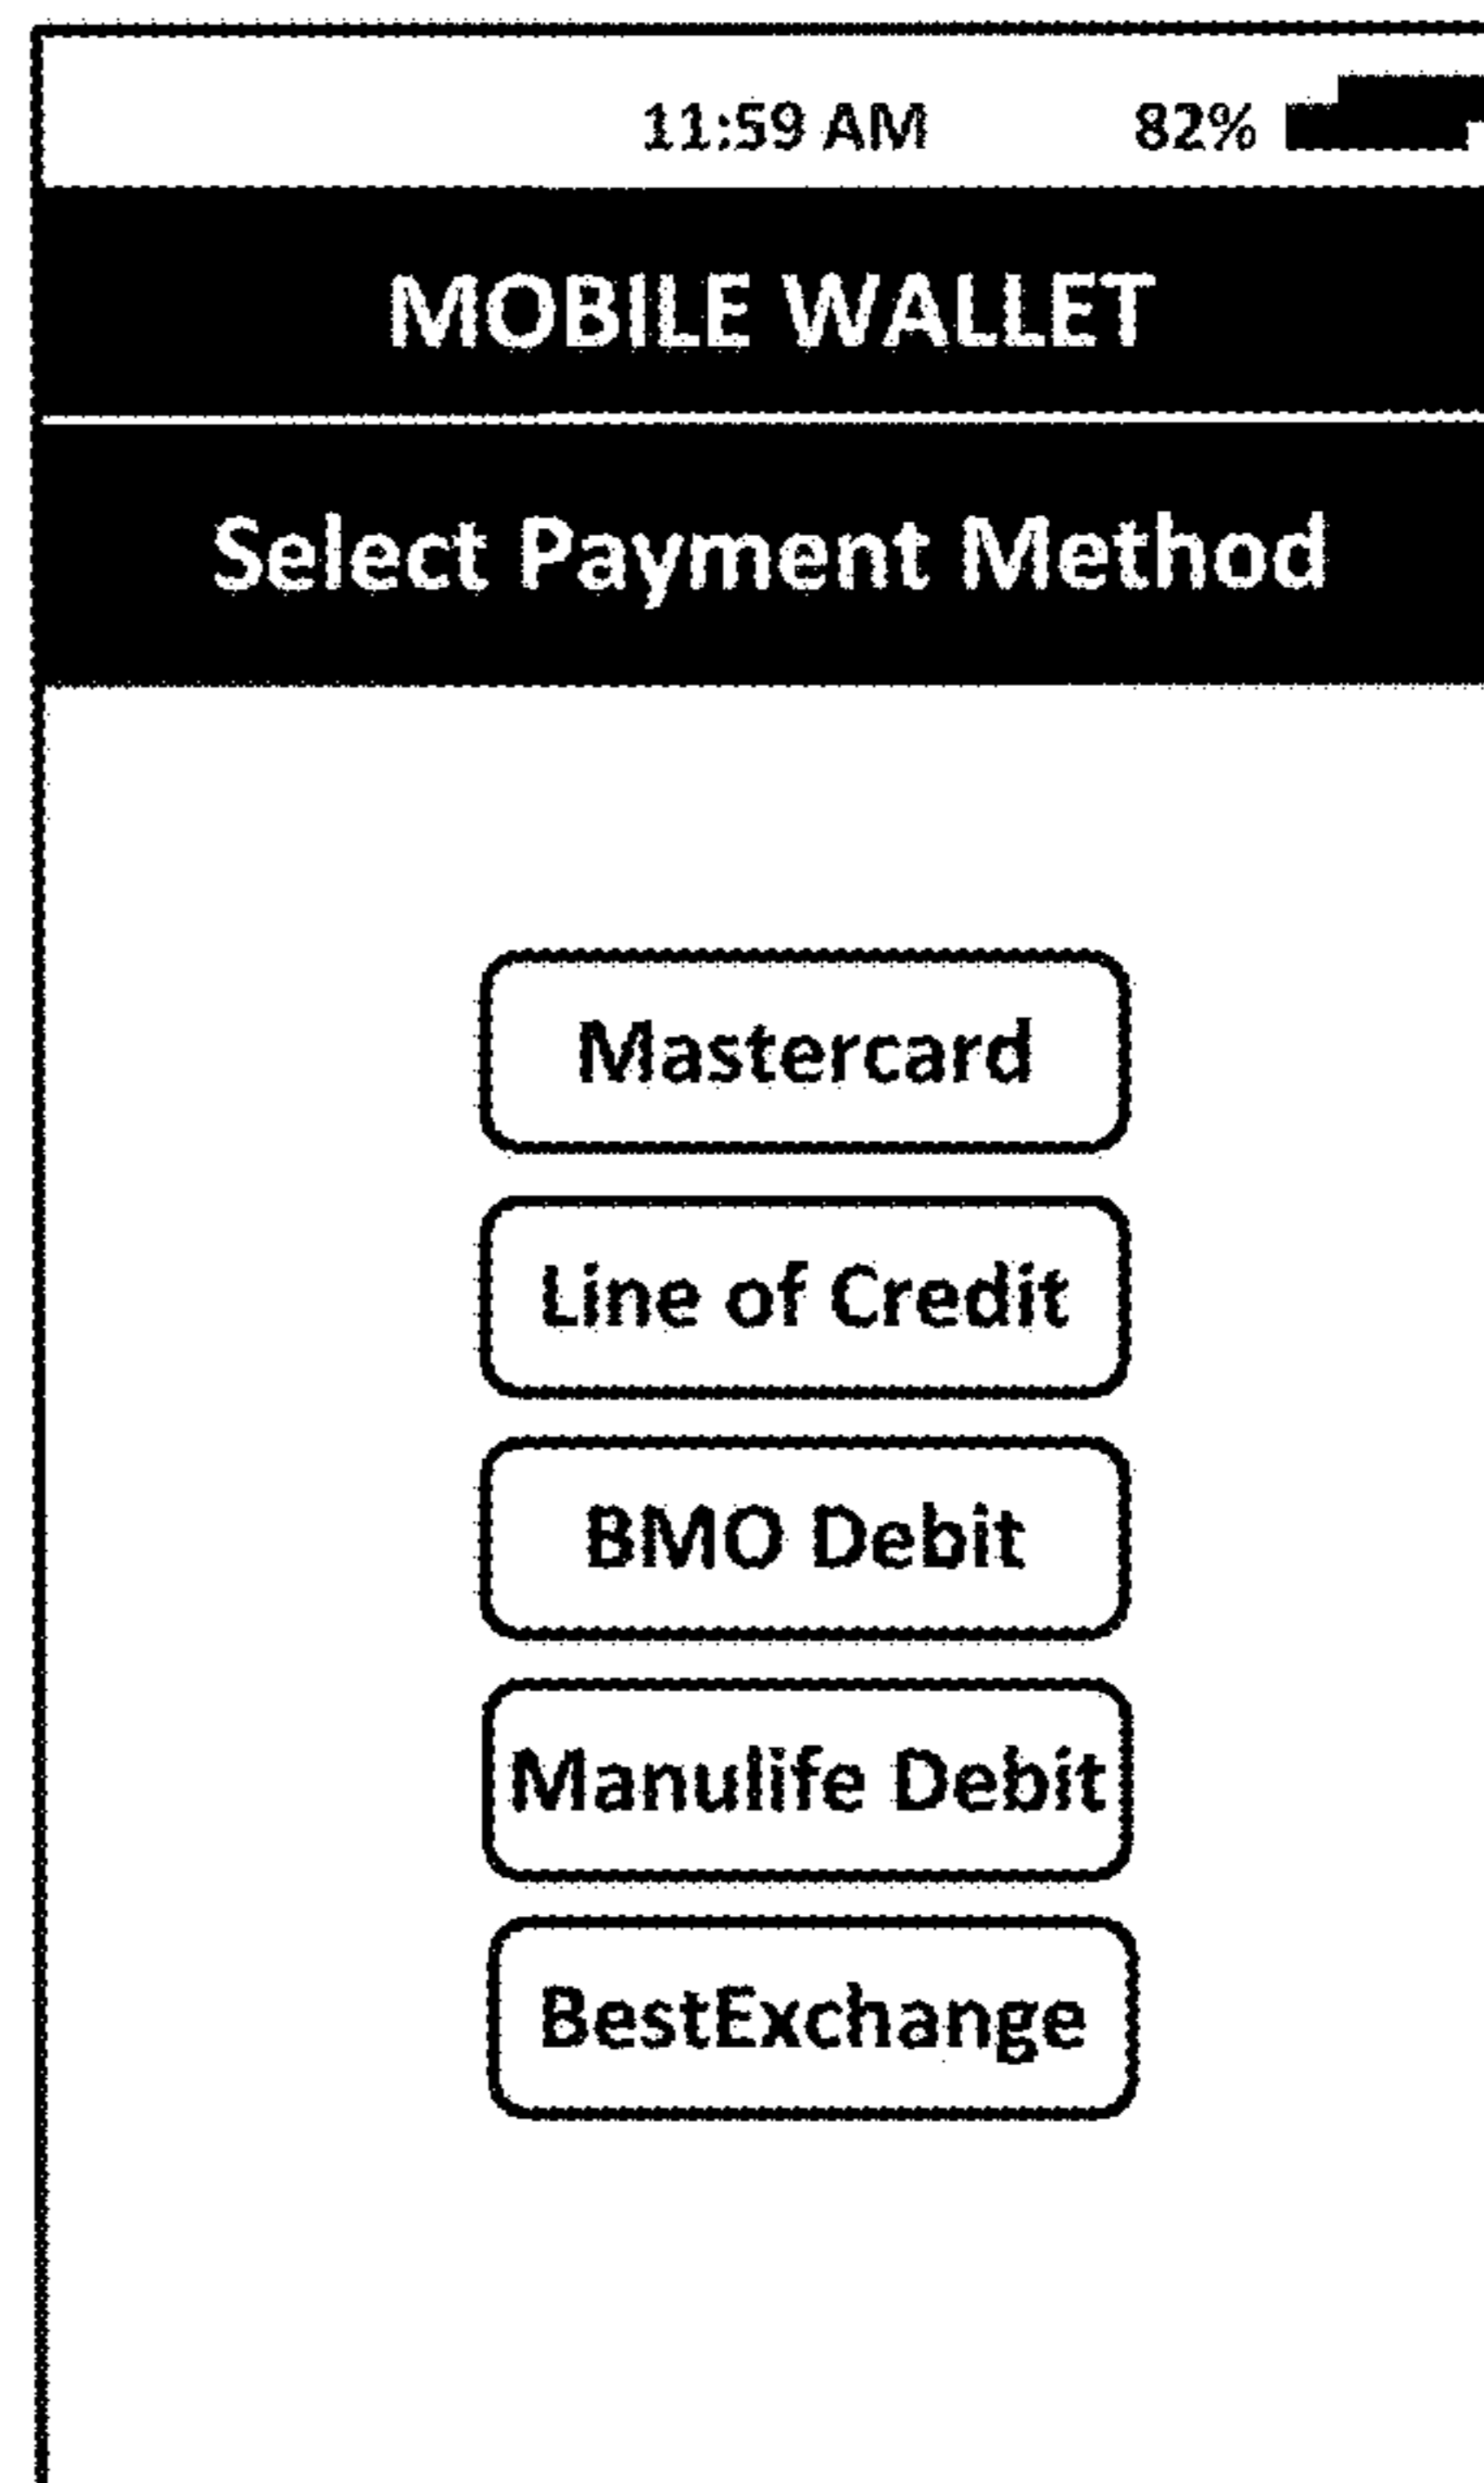 11:59 AM 82%
MOBILE WALLET
Select Payment Method
Mastercard
Line of Credit
BMO Debit
Manulife Debit
BestExchange